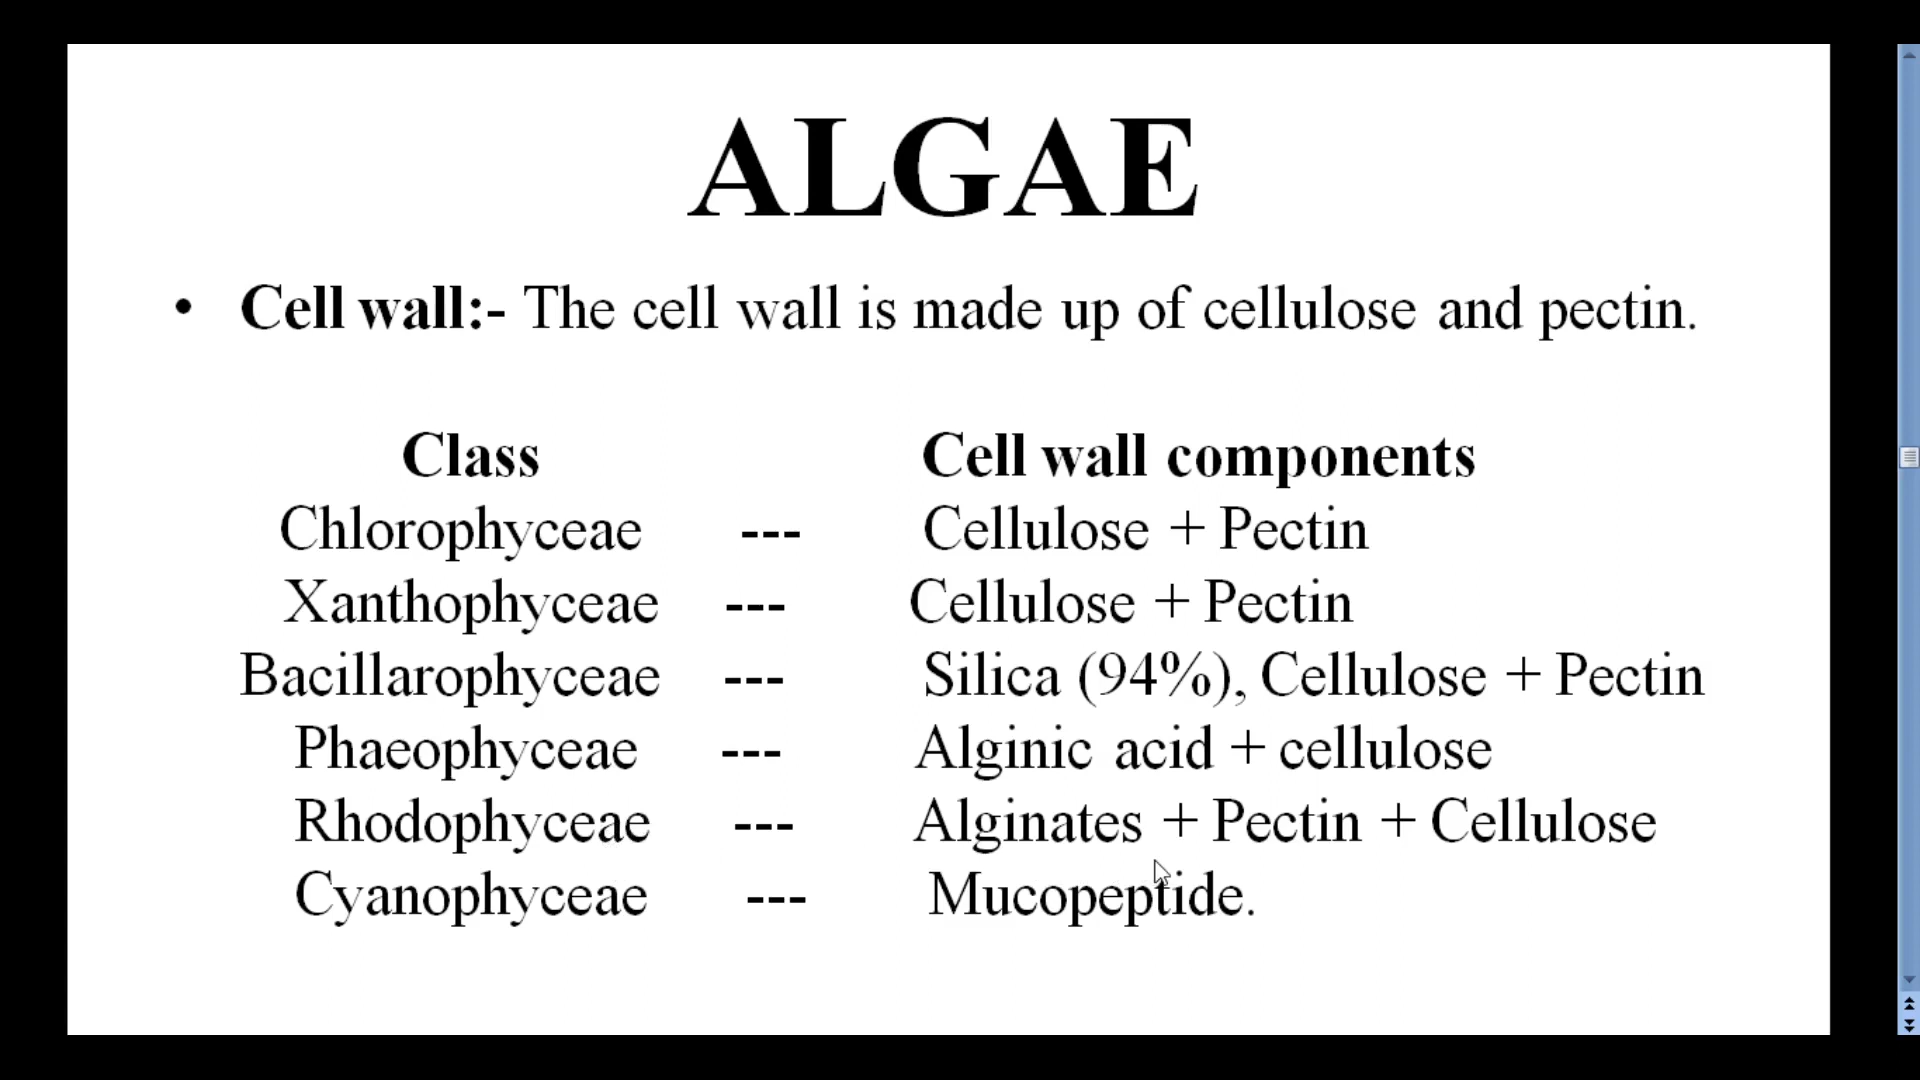 ALGAE
• Cell wall:- The cell wall is made up of cellulose and pectin.
Class Cell wall components
Chlorophyceae --- Cellulose + Pectin
Xanthophyceae --- Cellulose + Pectin
Bacillarophyceae --- Silica (94%), Cellulose + Pectin
Phaeophyceae --- Alginic acid + cellulose
Rhodophyceae --- Alginates + Pectin + Cellulose
Cyanophyceae --- Mucopeptide.